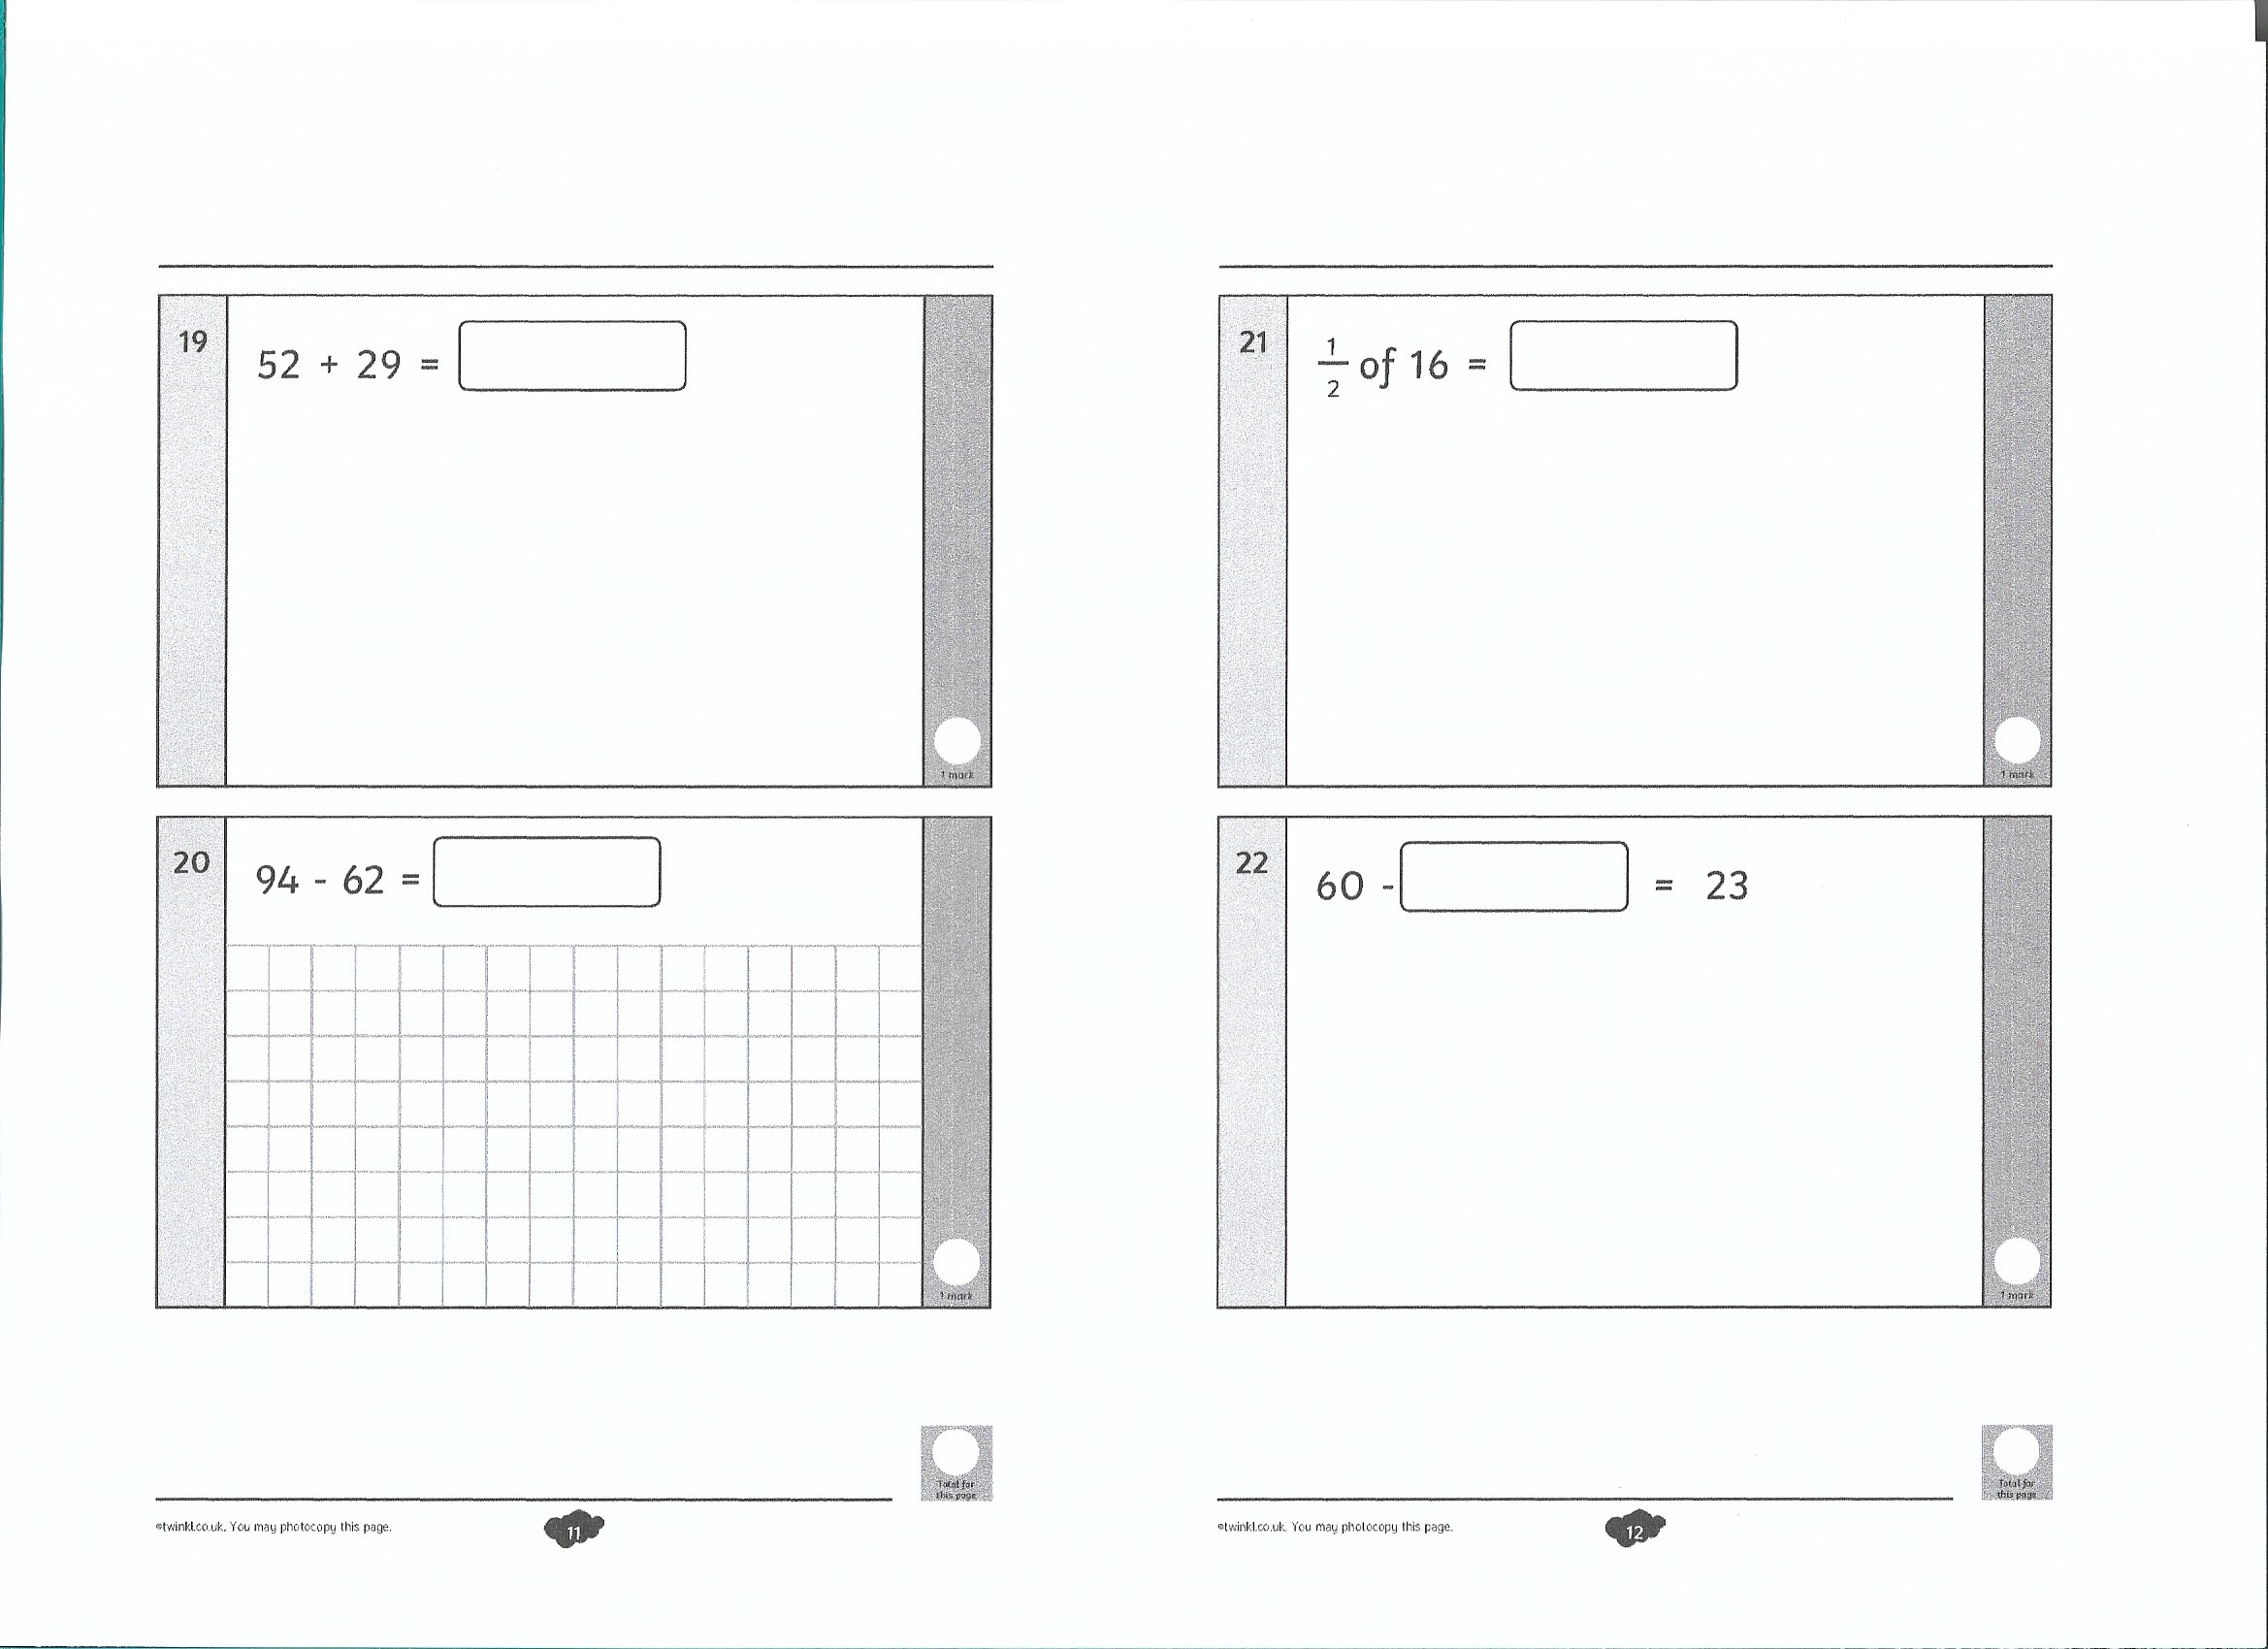 19
52 + 29 =
1 mark
20
94 - 62 =
1 mark
Total for
this page
©twinkl.co.uk. You may photocopy this page.
11
21
1
2
of 16 =
1 mark
22
60 - = 23
1 mark
Total for
this page
©twinkl.co.uk. You may photocopy this page.
12